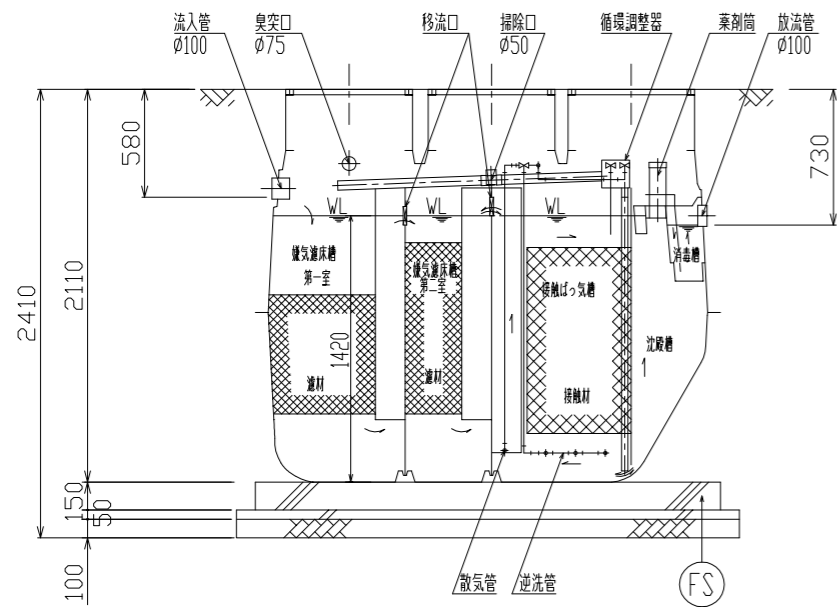 流入管
Ø100
臭突口
Ø75
移流口
掃除口
Ø50
循環調整器
薬剤筒
放流管
Ø100
580
730
WL
WL
WL
嫌気濾床槽
第一室
嫌気濾床槽
第二室
接触ばっ気槽
消毒槽
沈殿槽
2410
2110
1420
濾材
濾材
接触材
150
50
100
散気管
逆洗管
FS